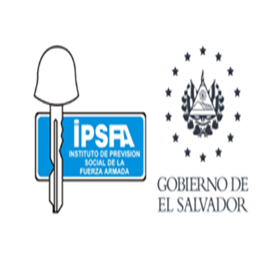 iPSFA
INSTITUTO DE PREVISION
SOCIAL DE LA
FUERZA ARMADA
GOBIERNO DE
EL SALVADOR